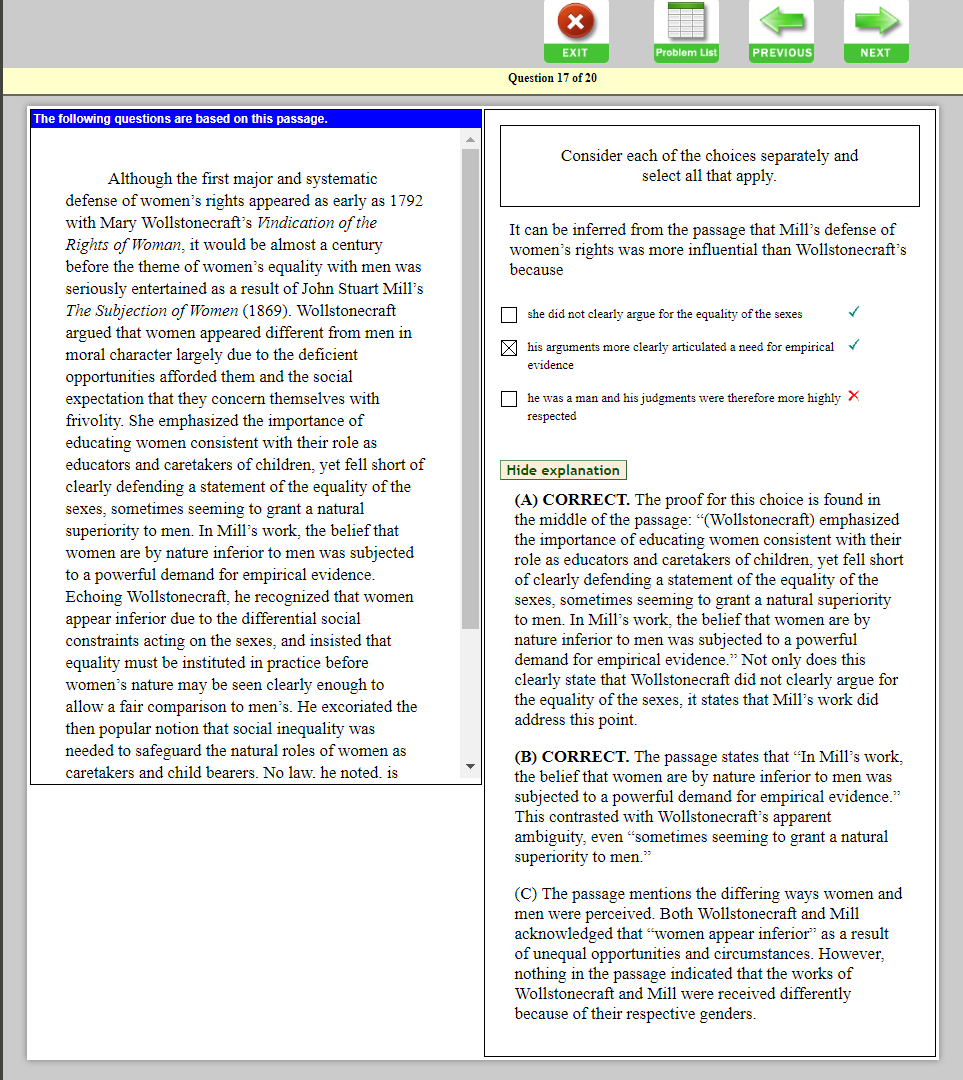 EXIT
Problem List
PREVIOUS
NEXT
Question 17 of 20
The following questions are based on this passage.
Although the first major and systematic
defense of women’s rights appeared as early as 1792
with Mary Wollstonecraft’s Vindication of the
Rights of Woman, it would be almost a century
before the theme of women’s equality with men was
seriously entertained as a result of John Stuart Mill’s
The Subjection of Women (1869). Wollstonecraft
argued that women appeared different from men in
moral character largely due to the deficient
opportunities afforded them and the social
expectation that they concern themselves with
frivolity. She emphasized the importance of
educating women consistent with their role as
educators and caretakers of children, yet fell short of
clearly defending a statement of the equality of the
sexes, sometimes seeming to grant a natural
superiority to men. In Mill’s work, the belief that
women are by nature inferior to men was subjected
to a powerful demand for empirical evidence.
Echoing Wollstonecraft, he recognized that women
appear inferior due to the differential social
constraints acting on the sexes, and insisted that
equality must be instituted in practice before
women’s nature may be seen clearly enough to
allow a fair comparison to men’s. He excoriated the
then popular notion that social inequality was
needed to safeguard the natural roles of women as
caretakers and child bearers. No law, he noted, is
Consider each of the choices separately and
select all that apply.
It can be inferred from the passage that Mill’s defense of
women’s rights was more influential than Wollstonecraft’s
because
she did not clearly argue for the equality of the sexes
his arguments more clearly articulated a need for empirical
evidence
he was a man and his judgments were therefore more highly
respected
Hide explanation
(A) CORRECT. The proof for this choice is found in
the middle of the passage: “(Wollstonecraft) emphasized
the importance of educating women consistent with their
role as educators and caretakers of children, yet fell short
of clearly defending a statement of the equality of the
sexes, sometimes seeming to grant a natural superiority
to men. In Mill’s work, the belief that women are by
nature inferior to men was subjected to a powerful
demand for empirical evidence.” Not only does this
clearly state that Wollstonecraft did not clearly argue for
the equality of the sexes, it states that Mill’s work did
address this point.
(B) CORRECT. The passage states that “In Mill’s work,
the belief that women are by nature inferior to men was
subjected to a powerful demand for empirical evidence.”
This contrasted with Wollstonecraft’s apparent
ambiguity, even “sometimes seeming to grant a natural
superiority to men.”
(C) The passage mentions the differing ways women and
men were perceived. Both Wollstonecraft and Mill
acknowledged that “women appear inferior” as a result
of unequal opportunities and circumstances. However,
nothing in the passage indicated that the works of
Wollstonecraft and Mill were received differently
because of their respective genders.